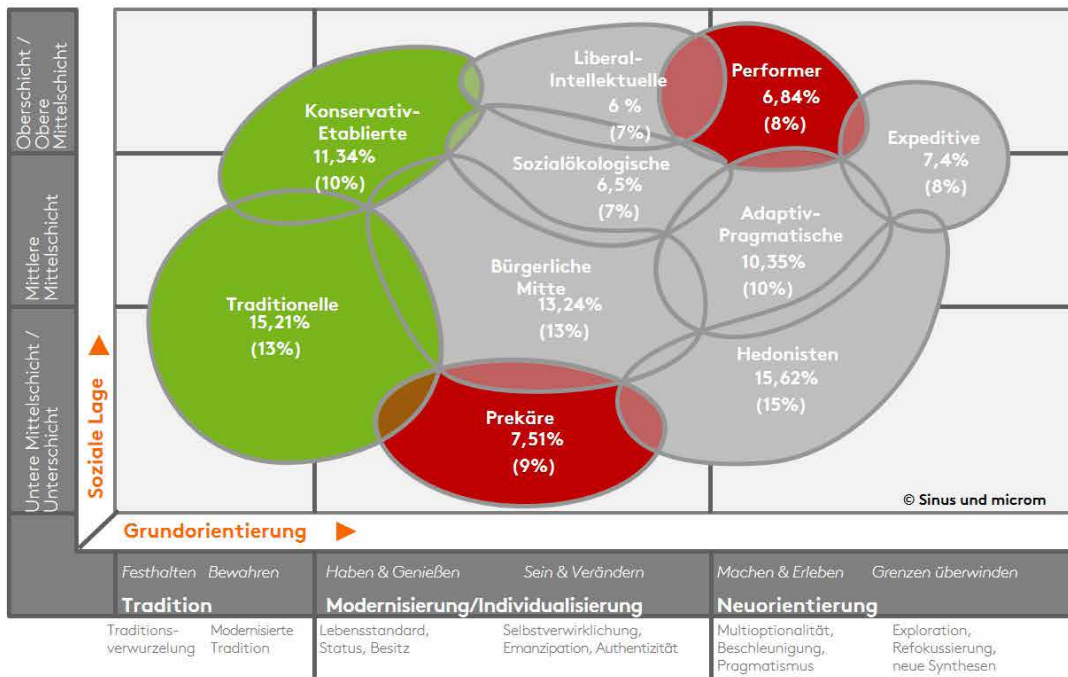 Oberschicht /
Obere
Mittelschicht
Mittlere
Mittelschicht
Untere Mittelschicht /
Unterschicht
Soziale Lage
Konservativ-
Etablierte
11,34%
(10%)
Liberal-
Intellektuelle
6 %
(7%)
Performer
6,84%
(8%)
Expeditive
7,4%
(8%)
Sozialökologische
6,5%
(7%)
Adaptiv-
Pragmatische
10,35%
(10%)
Traditionelle
15,21%
(13%)
Bürgerliche
Mitte
13,24%
(13%)
Hedonisten
15,62%
(15%)
Prekäre
7,51%
(9%)
© Sinus und microm
Grundorientierung
Festhalten Bewahren
Haben & Genießen
Sein & Verändern
Machen & Erleben
Grenzen überwinden
Tradition
Modernisierung/Individualisierung
Neuorientierung
Traditions-
verwurzelung
Modernisierte
Tradition
Lebensstandard,
Status, Besitz
Selbstverwirklichung,
Emanzipation, Authentizität
Multioptionalität,
Beschleunigung,
Pragmatismus
Exploration,
Refokussierung,
neue Synthesen